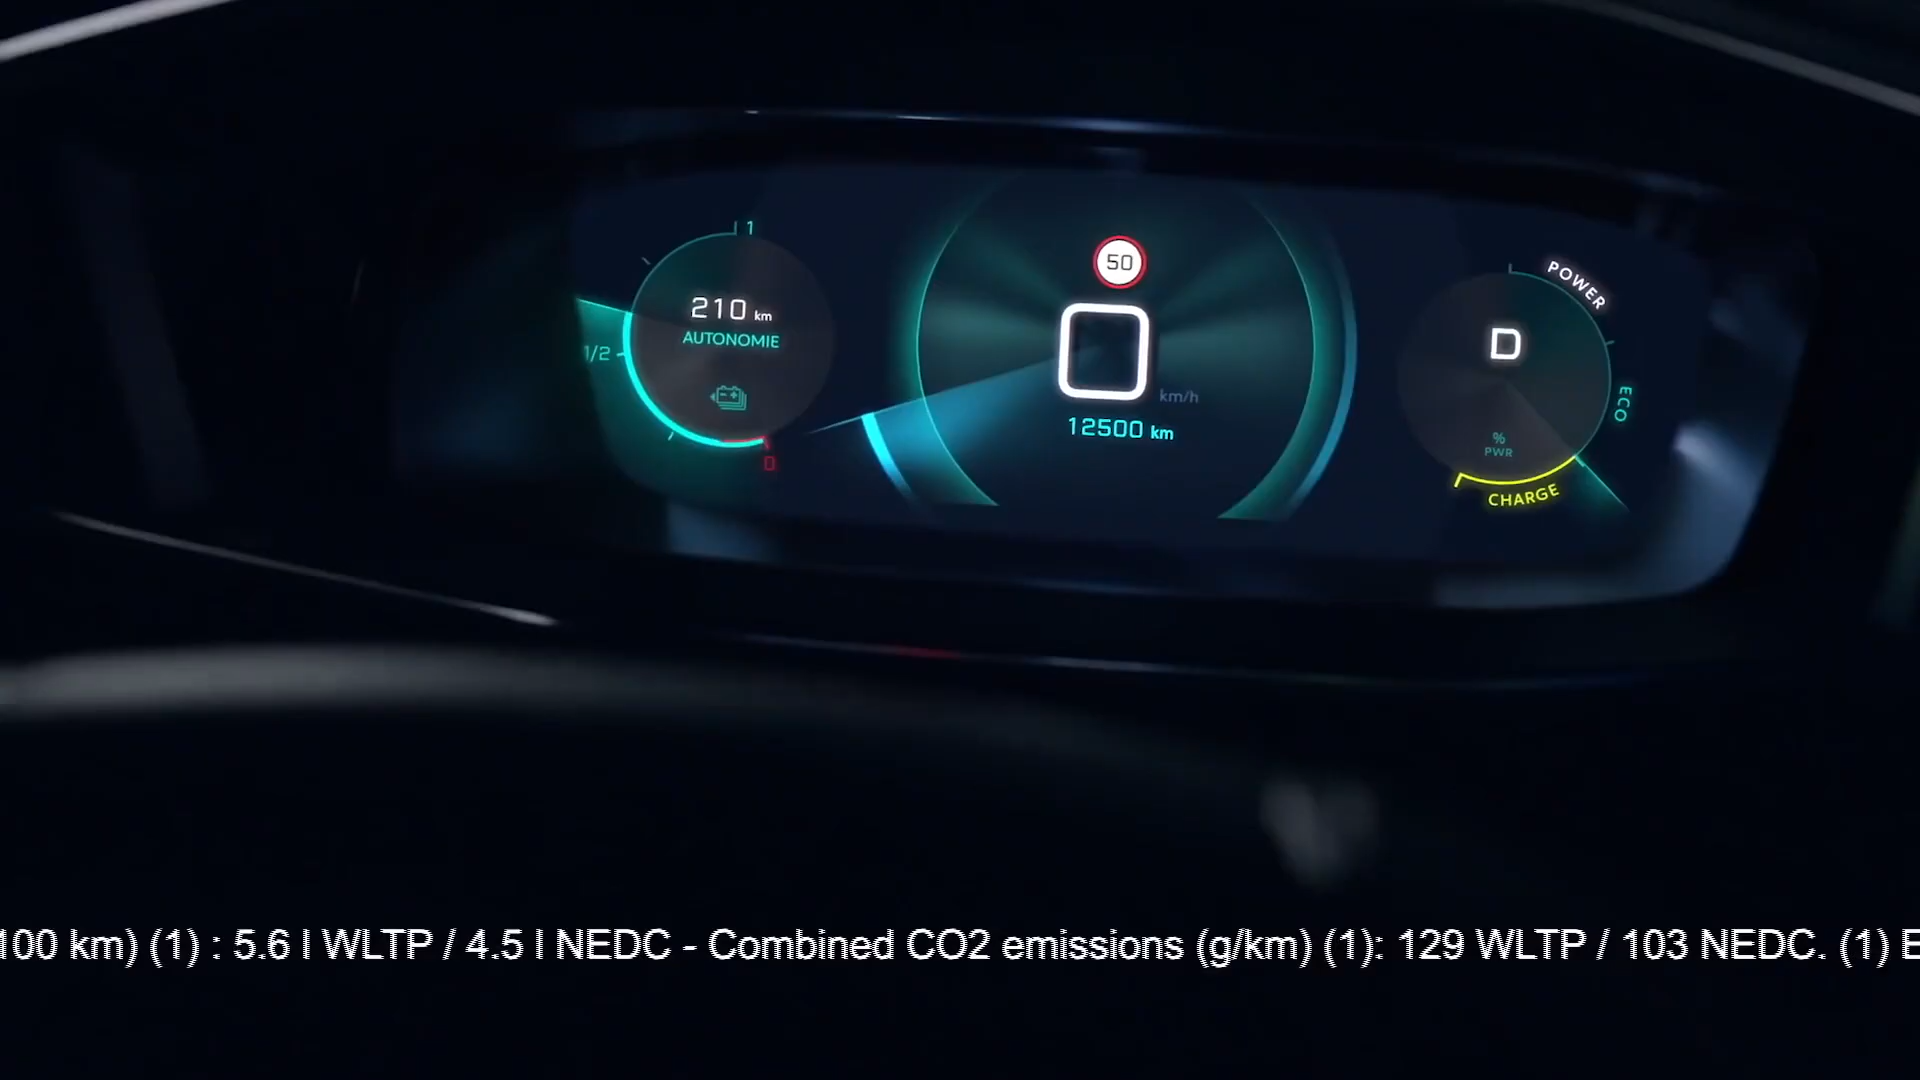 1
210 km
AUTONOMIE
1/2
0
50
0
km/h
12500 km
POWER
D
ECO
%
PWR
CHARGE
100 km) (1) : 5.6 l WLTP / 4.5 l NEDC - Combined CO2 emissions (g/km) (1): 129 WLTP / 103 NEDC. (1) E